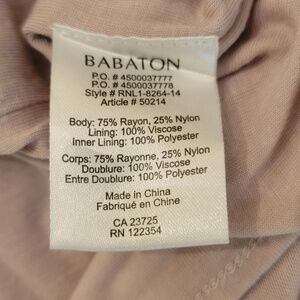 BABATON
P.O. # 4500037777
P.O. # 4500037778
Style # RNL1-8264-14
Article # 50214
Body: 75% Rayon, 25% Nylon
Lining: 100% Viscose
Inner Lining: 100% Polyester
Corps: 75% Rayonne, 25% Nylon
Doublure: 100% Viscose
Entre Doublure: 100% Polyester
Made in China
Fabriqué en Chine
CA 23725
RN 122354